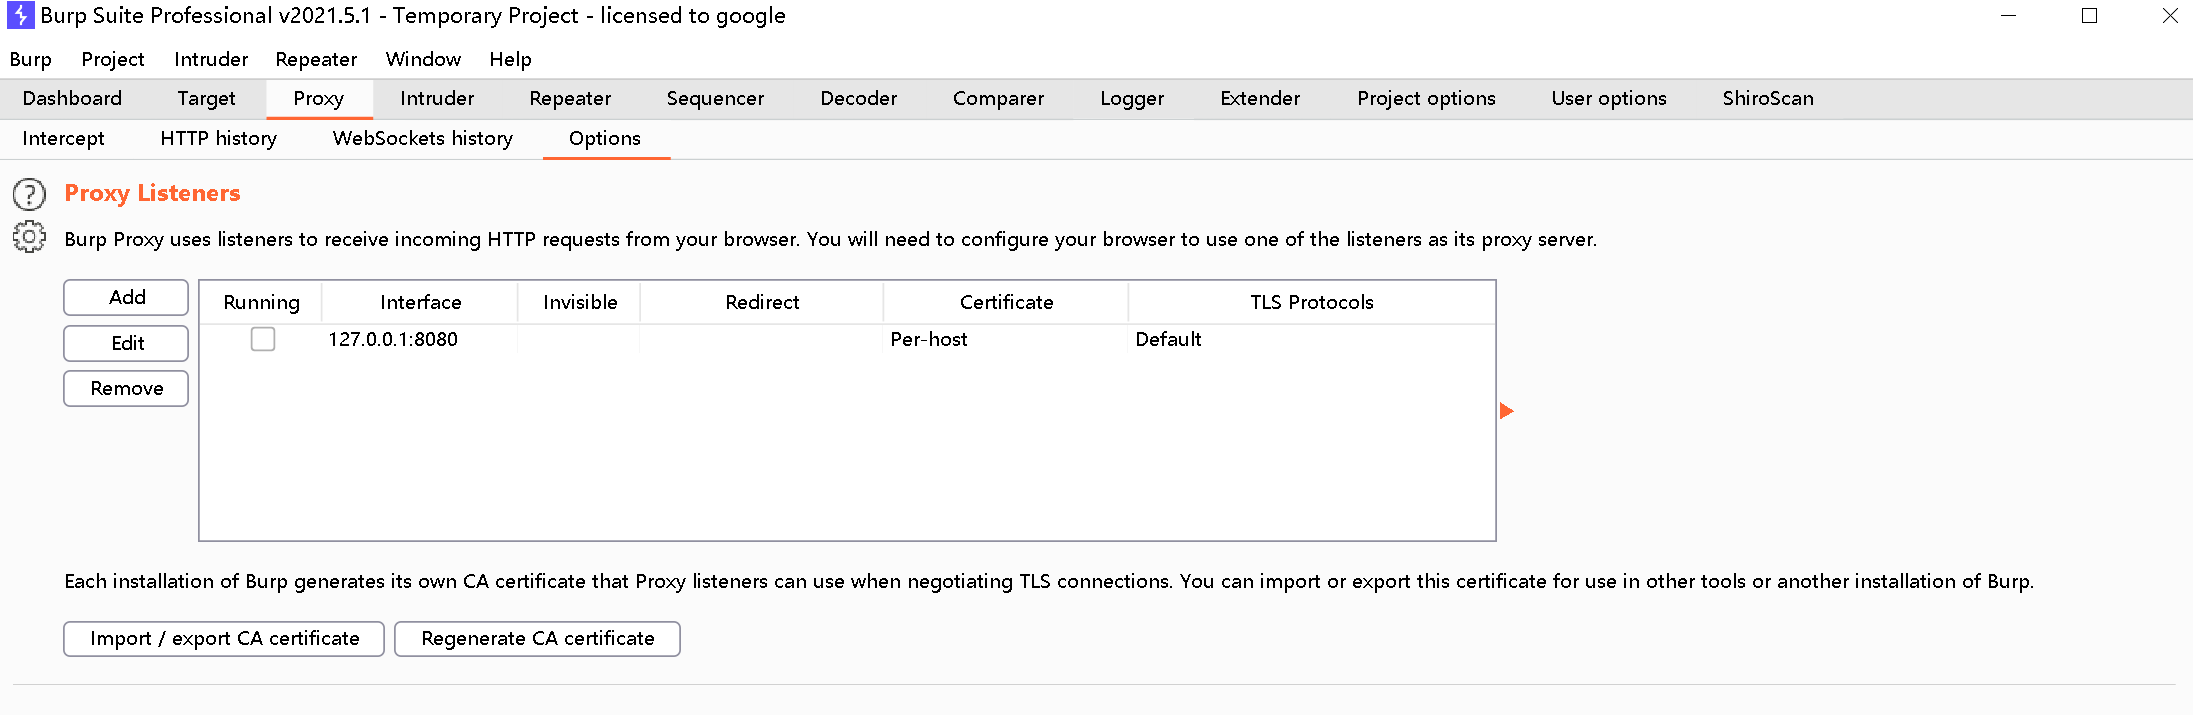 Burp Suite Professional v2021.5.1 - Temporary Project - licensed to google
Burp Project Intruder Repeater Window Help
Dashboard Target Proxy Intruder Repeater Sequencer Decoder Comparer Logger Extender Project options User options ShiroScan
Intercept HTTP history WebSockets history Options
? Proxy Listeners
Burp Proxy uses listeners to receive incoming HTTP requests from your browser. You will need to configure your browser to use one of the listeners as its proxy server.
Add
Edit
Remove
Running Interface Invisible Redirect Certificate TLS Protocols
127.0.0.1:8080 Per-host Default
Each installation of Burp generates its own CA certificate that Proxy listeners can use when negotiating TLS connections. You can import or export this certificate for use in other tools or another installation of Burp.
Import / export CA certificate Regenerate CA certificate